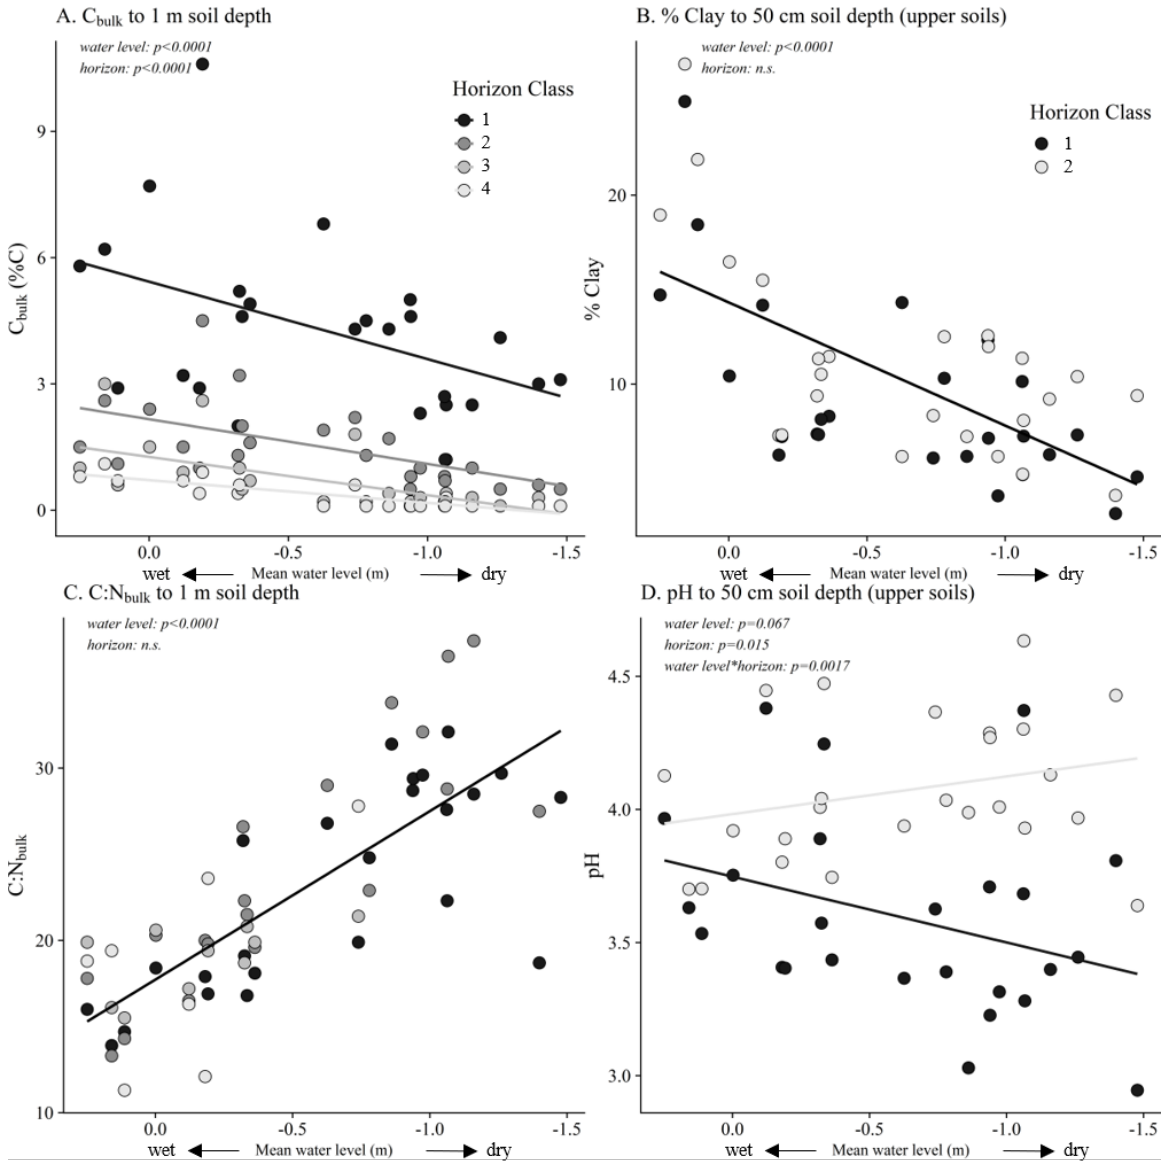 A. Cbulk to 1 m soil depth
water level: p<0.0001
horizon: p<0.0001
Horizon Class
1
2
3
4
Cbulk (%C)
9
6
3
0
0.0 -0.5 -1.0 -1.5
wet Mean water level (m) dry
B. % Clay to 50 cm soil depth (upper soils)
water level: p<0.0001
horizon: n.s.
Horizon Class
1
2
% Clay
20
10
0.0 -0.5 -1.0 -1.5
wet Mean water level (m) dry
C. C:Nbulk to 1 m soil depth
water level: p<0.0001
horizon: n.s.
C:Nbulk
30
20
10
0.0 -0.5 -1.0 -1.5
wet Mean water level (m) dry
D. pH to 50 cm soil depth (upper soils)
water level: p=0.067
horizon: p=0.015
water level*horizon: p=0.0017
pH
4.5
4.0
3.5
3.0
0.0 -0.5 -1.0 -1.5
wet Mean water level (m) dry